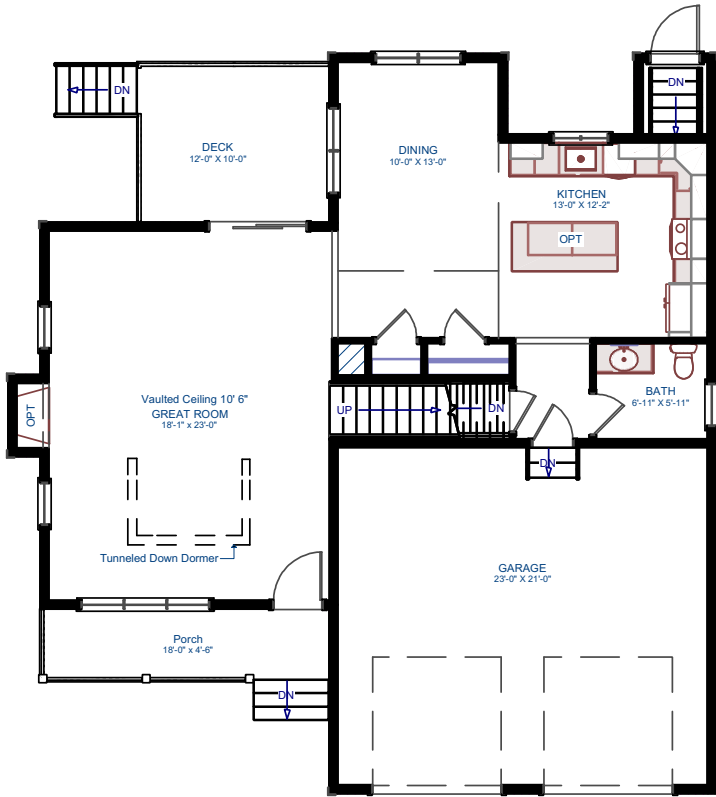 DN
DN
DECK
12'-0" X 10'-0"
DINING
10'-0" X 13'-0"
KITCHEN
13'-0" X 12'-2"
OPT
Vaulted Ceiling 10' 6"
GREAT ROOM
18'-1" x 23'-0"
OPT
UP
DN
BATH
6'-11" X 5'-11"
DN
Tunneled Down Dormer
GARAGE
23'-0" X 21'-0"
Porch
18'-0" x 4'-6"
DN